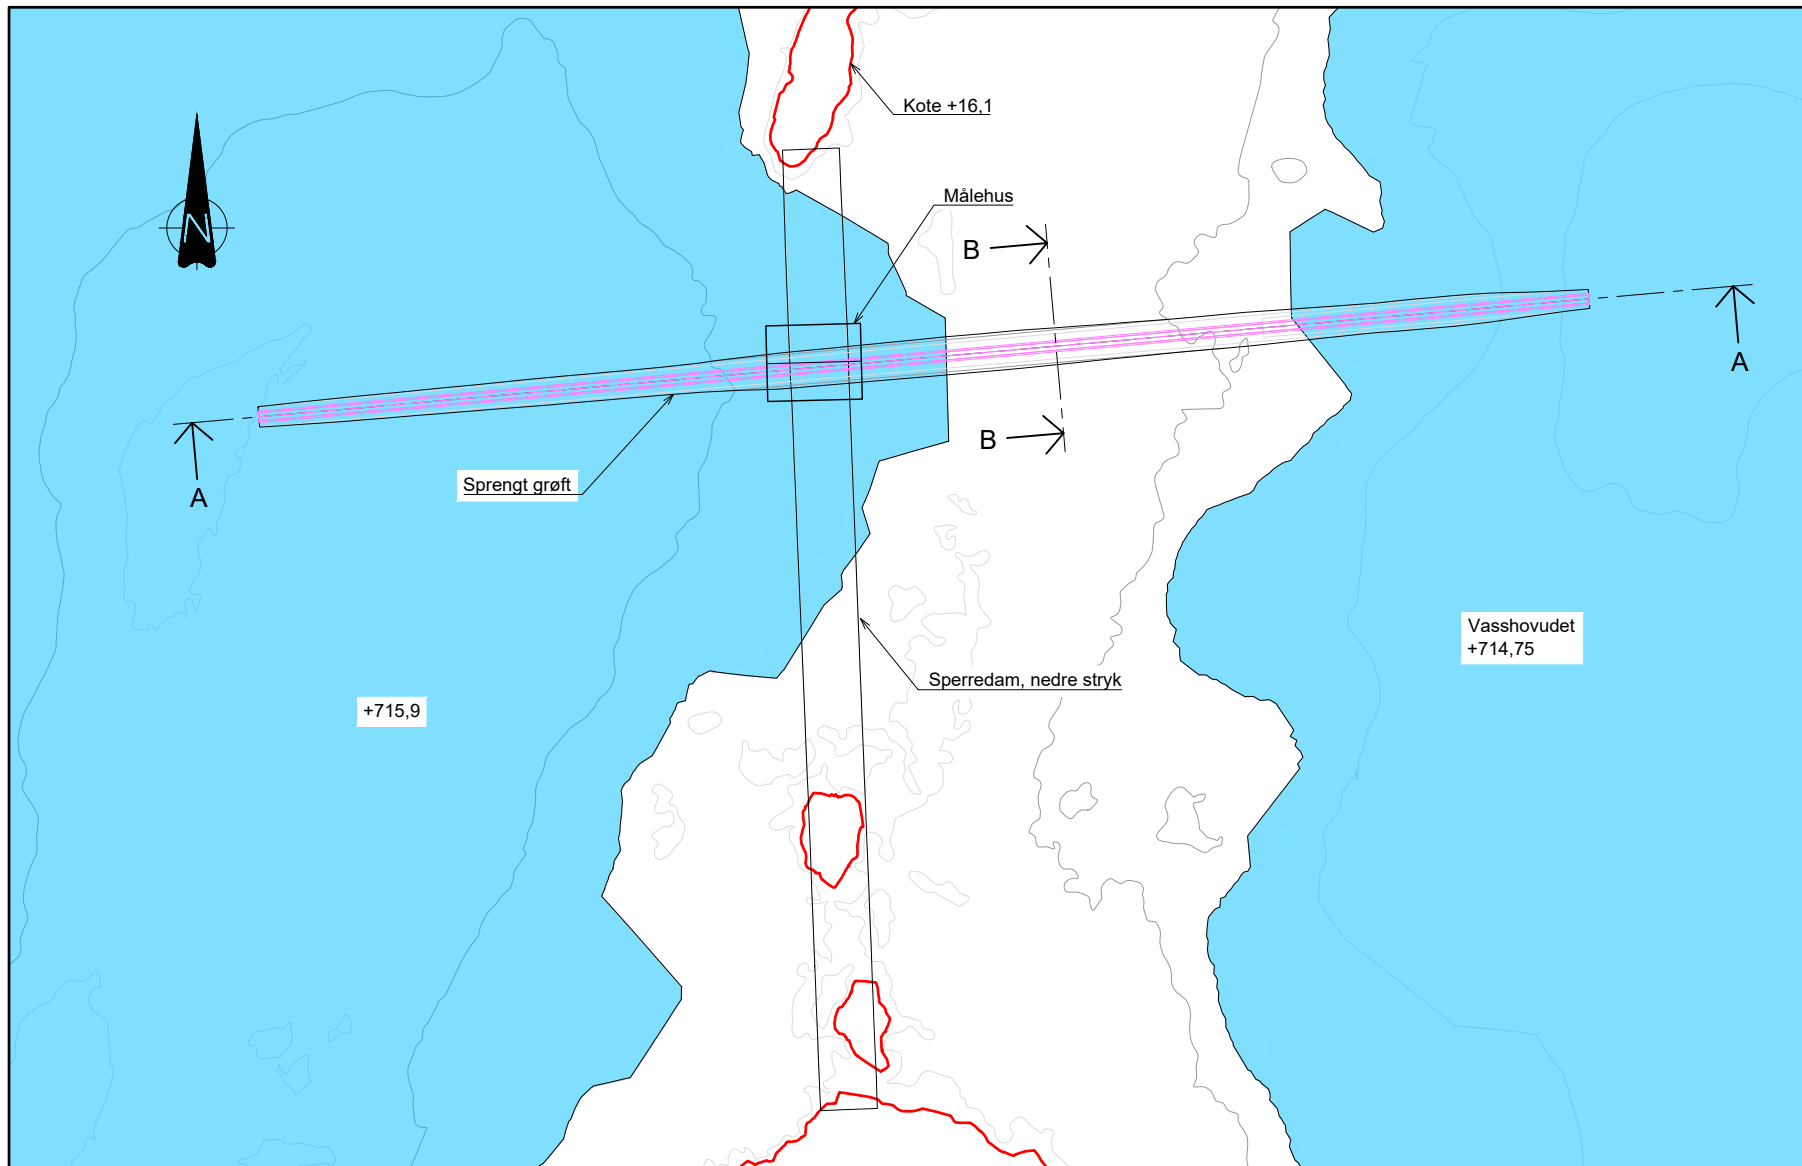 Kote +16,1
N
Målehus
B
A
B
Sprengt grøft
A
Vasshovudet
+714,75
Sperredam, nedre stryk
+715,9